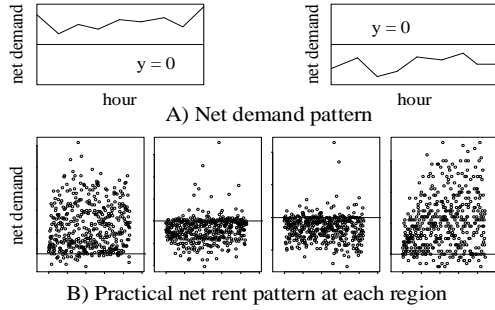 net demand
y = 0
hour
net demand
y = 0
hour
A) Net demand pattern
net demand
B) Practical net rent pattern at each region